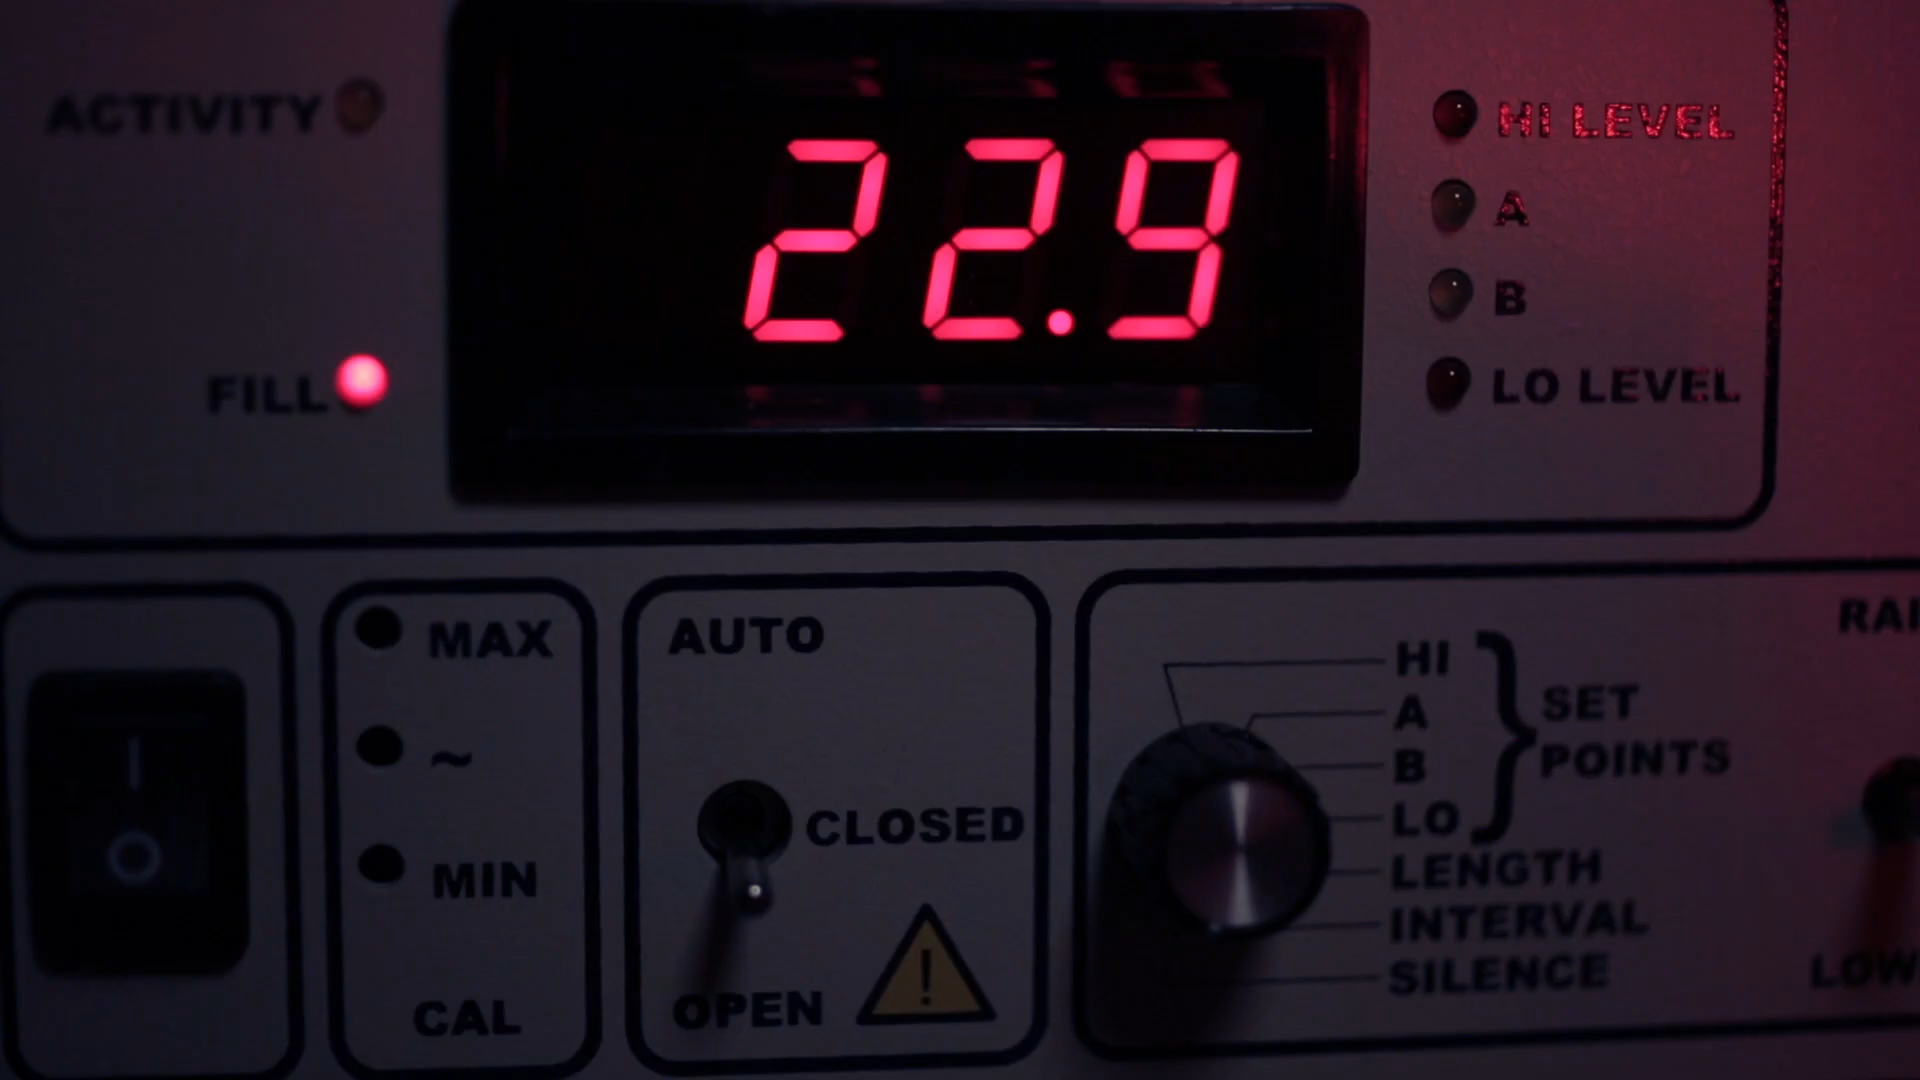 ACTIVITY
22.9
HI LEVEL
A
B
FILL
LO LEVEL
MAX
~
MIN
CAL
AUTO
CLOSED
OPEN
!
HI
A
B
LO
SET
POINTS
LENGTH
INTERVAL
SILENCE
LOW